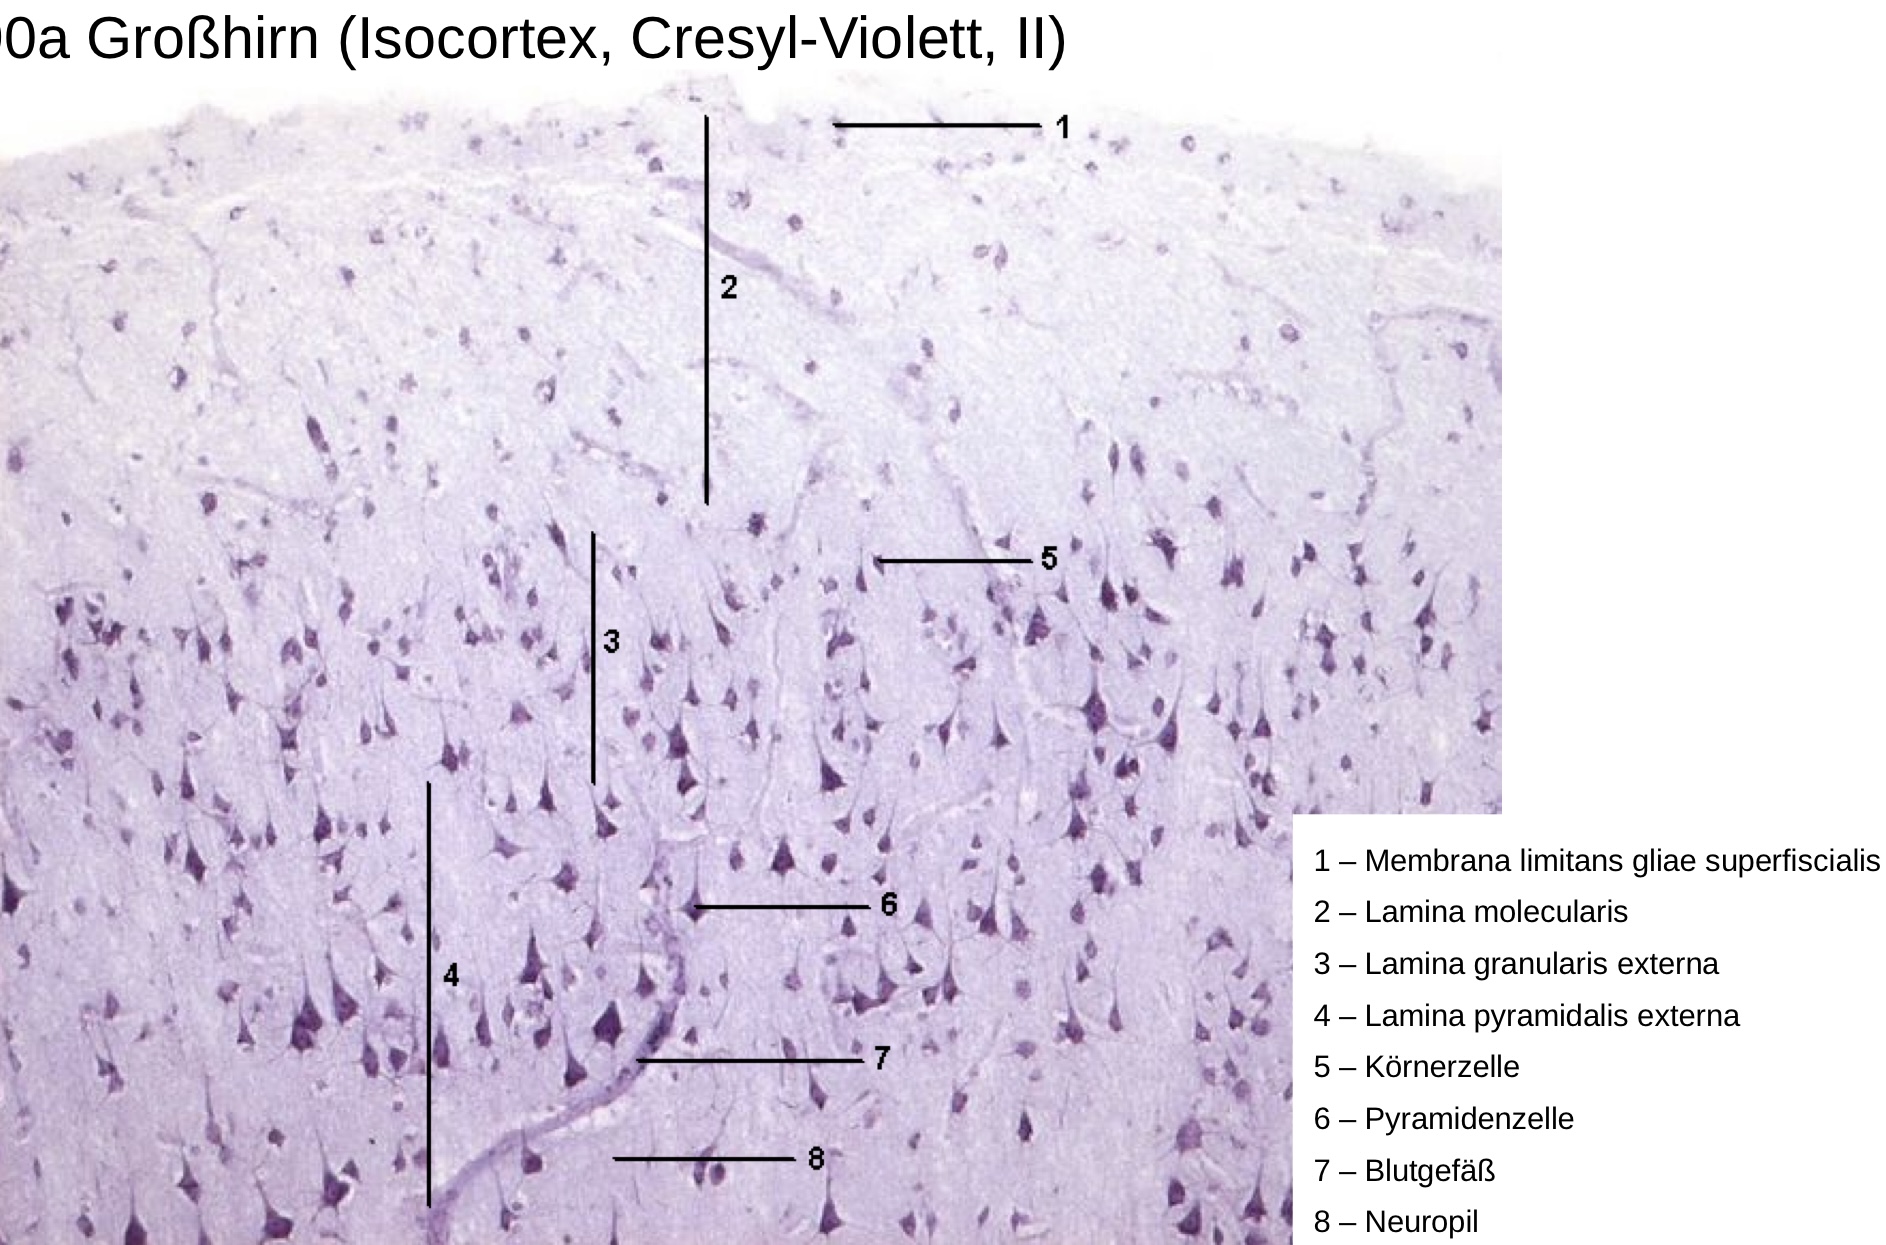 00a Großhirn (Isocortex, Cresyl-Violett, II)
1
2
5
3
6
4
7
8
1 – Membrana limitans gliae superfiscialis
2 – Lamina molecularis
3 – Lamina granularis externa
4 – Lamina pyramidalis externa
5 – Körnerzelle
6 – Pyramidenzelle
7 – Blutgefäß
8 – Neuropil